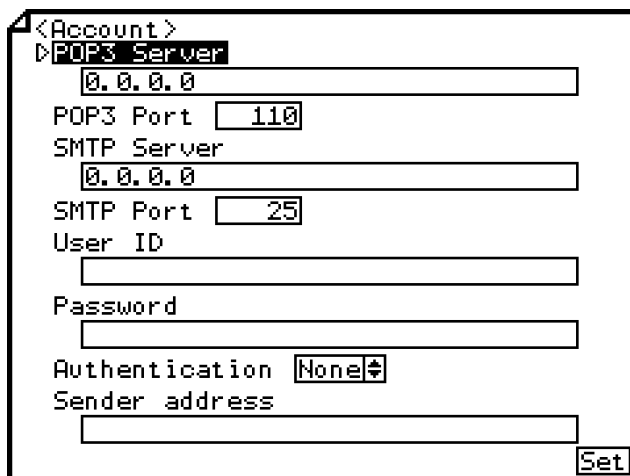 <Account>
POP3 Server
0.0.0.0
POP3 Port 110
SMTP Server
0.0.0.0
SMTP Port 25
User ID
Password
Authentication None
Sender address
Set